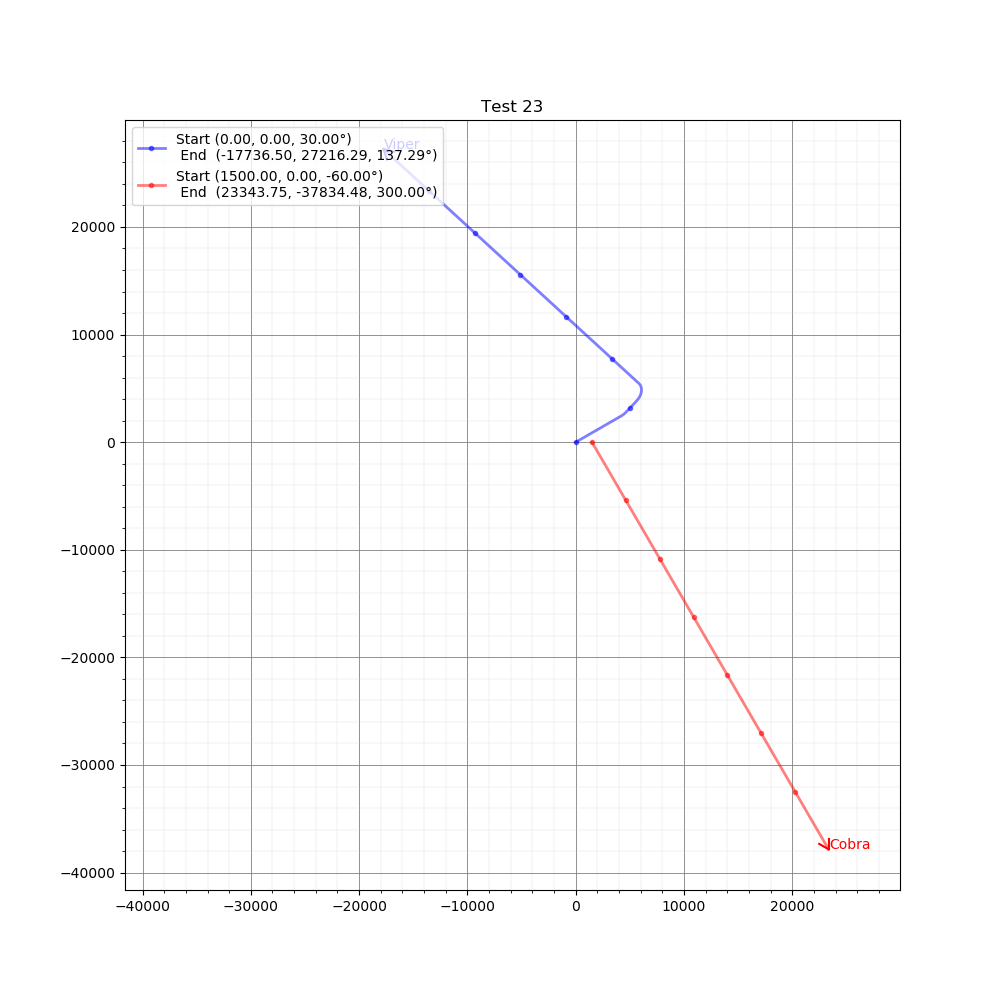 Test 23
Viper
Start (0.00, 0.00, 30.00°)
End (-17736.50, 27216.29, 137.29°)
Start (1500.00, 0.00, -60.00°)
End (23343.75, -37834.48, 300.00°)
20000
10000
0
−10000
−20000
−30000
−40000
Cobra
−40000 −30000 −20000 −10000 0 10000 20000